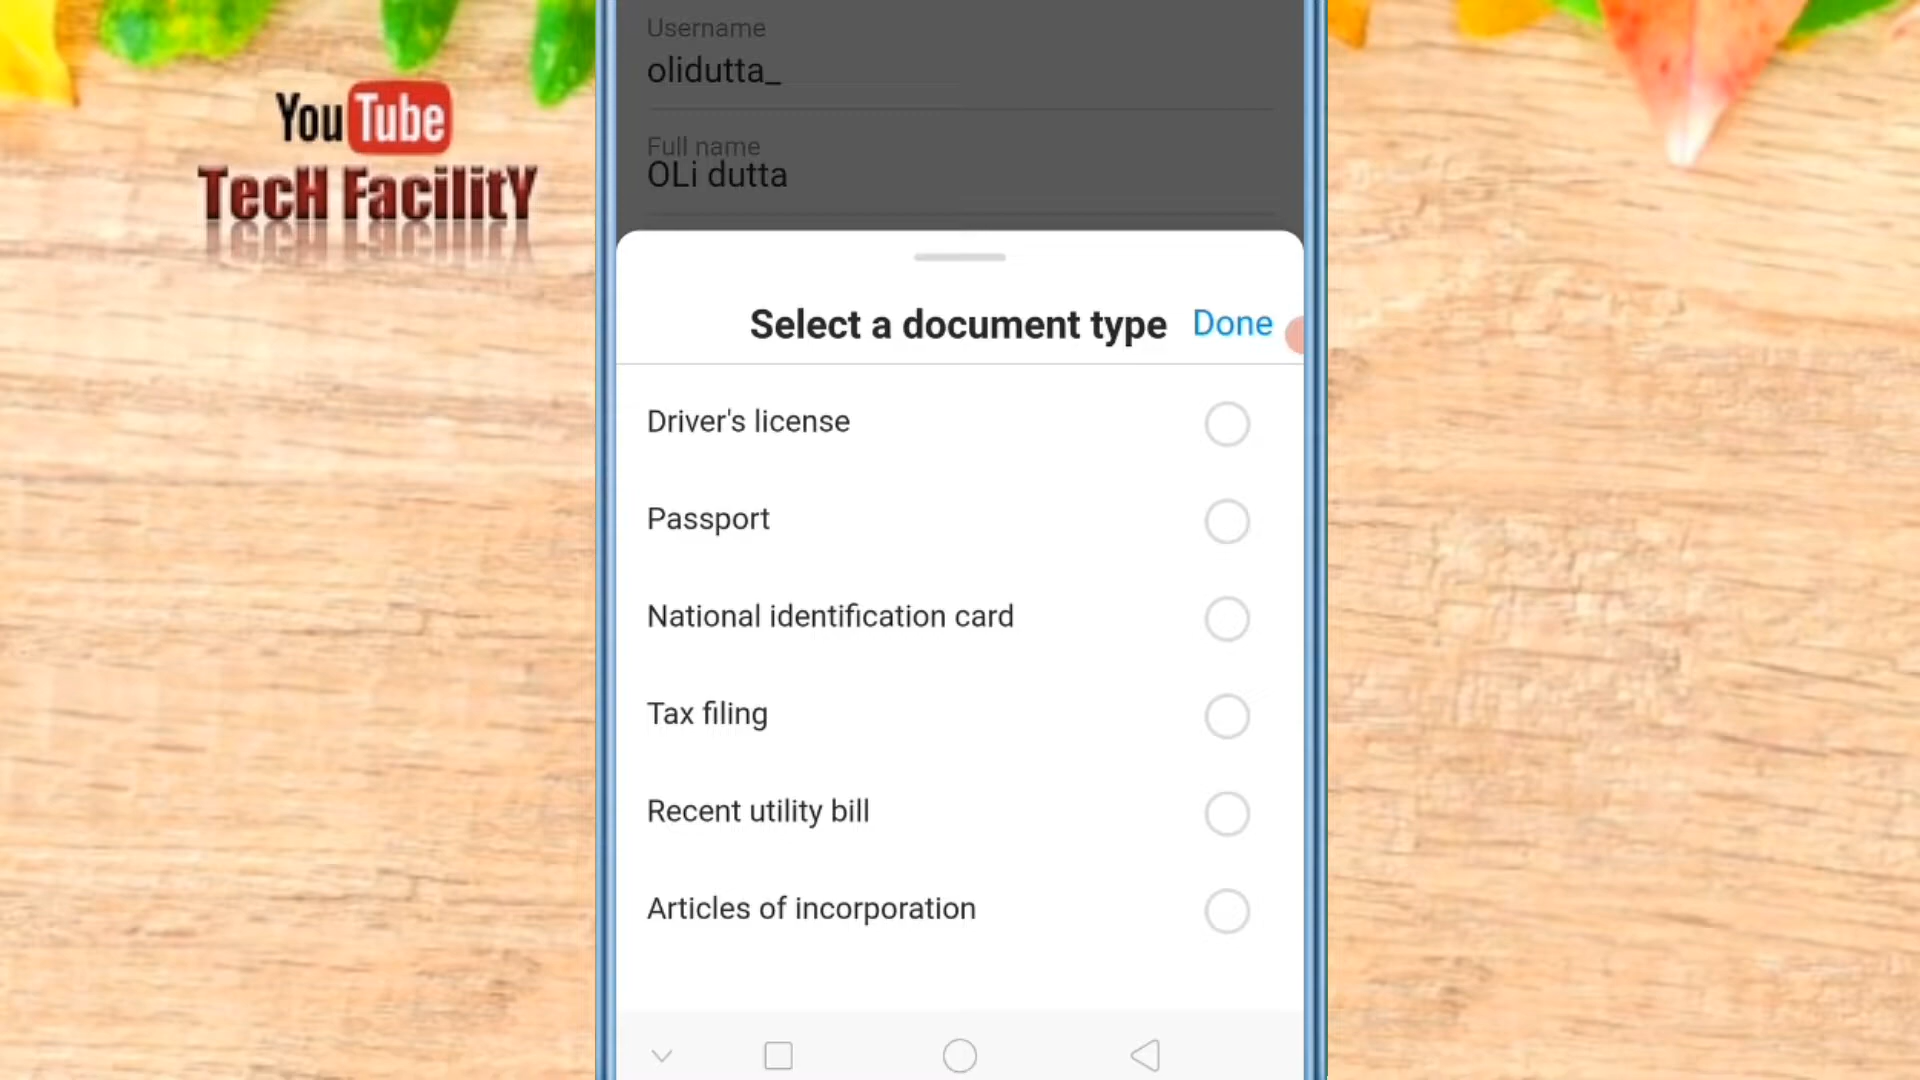 YouTube
TecH FacilitY
Username
olidutta_
Full name
OLi dutta
Select a document type
Done
Driver's license
Passport
National identification card
Tax filing
Recent utility bill
Articles of incorporation